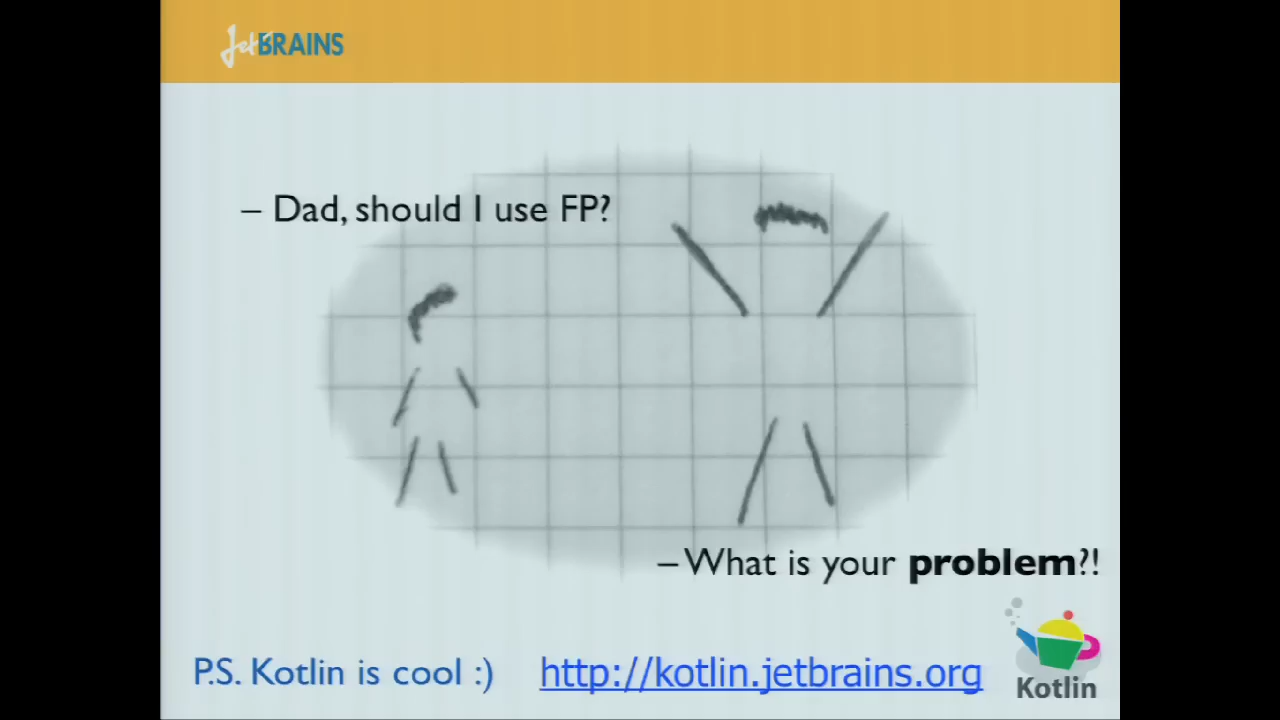 JetBRAINS
– Dad, should I use FP?
– What is your problem?!
P.S. Kotlin is cool :)
http://kotlin.jetbrains.org
Kotlin